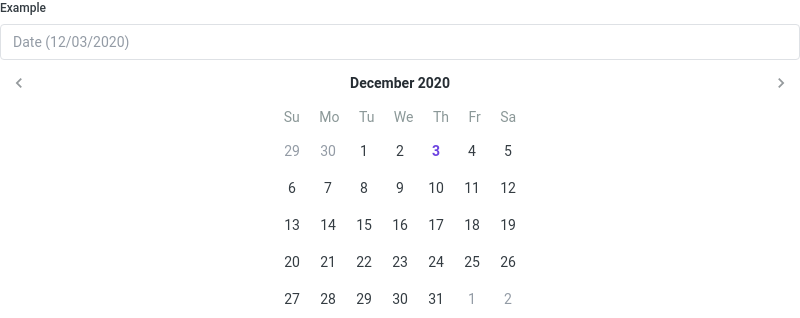 Example
Date (12/03/2020)
December 2020
Su Mo Tu We Th Fr Sa
29 30 1 2 3 4 5
6 7 8 9 10 11 12
13 14 15 16 17 18 19
20 21 22 23 24 25 26
27 28 29 30 31 1 2